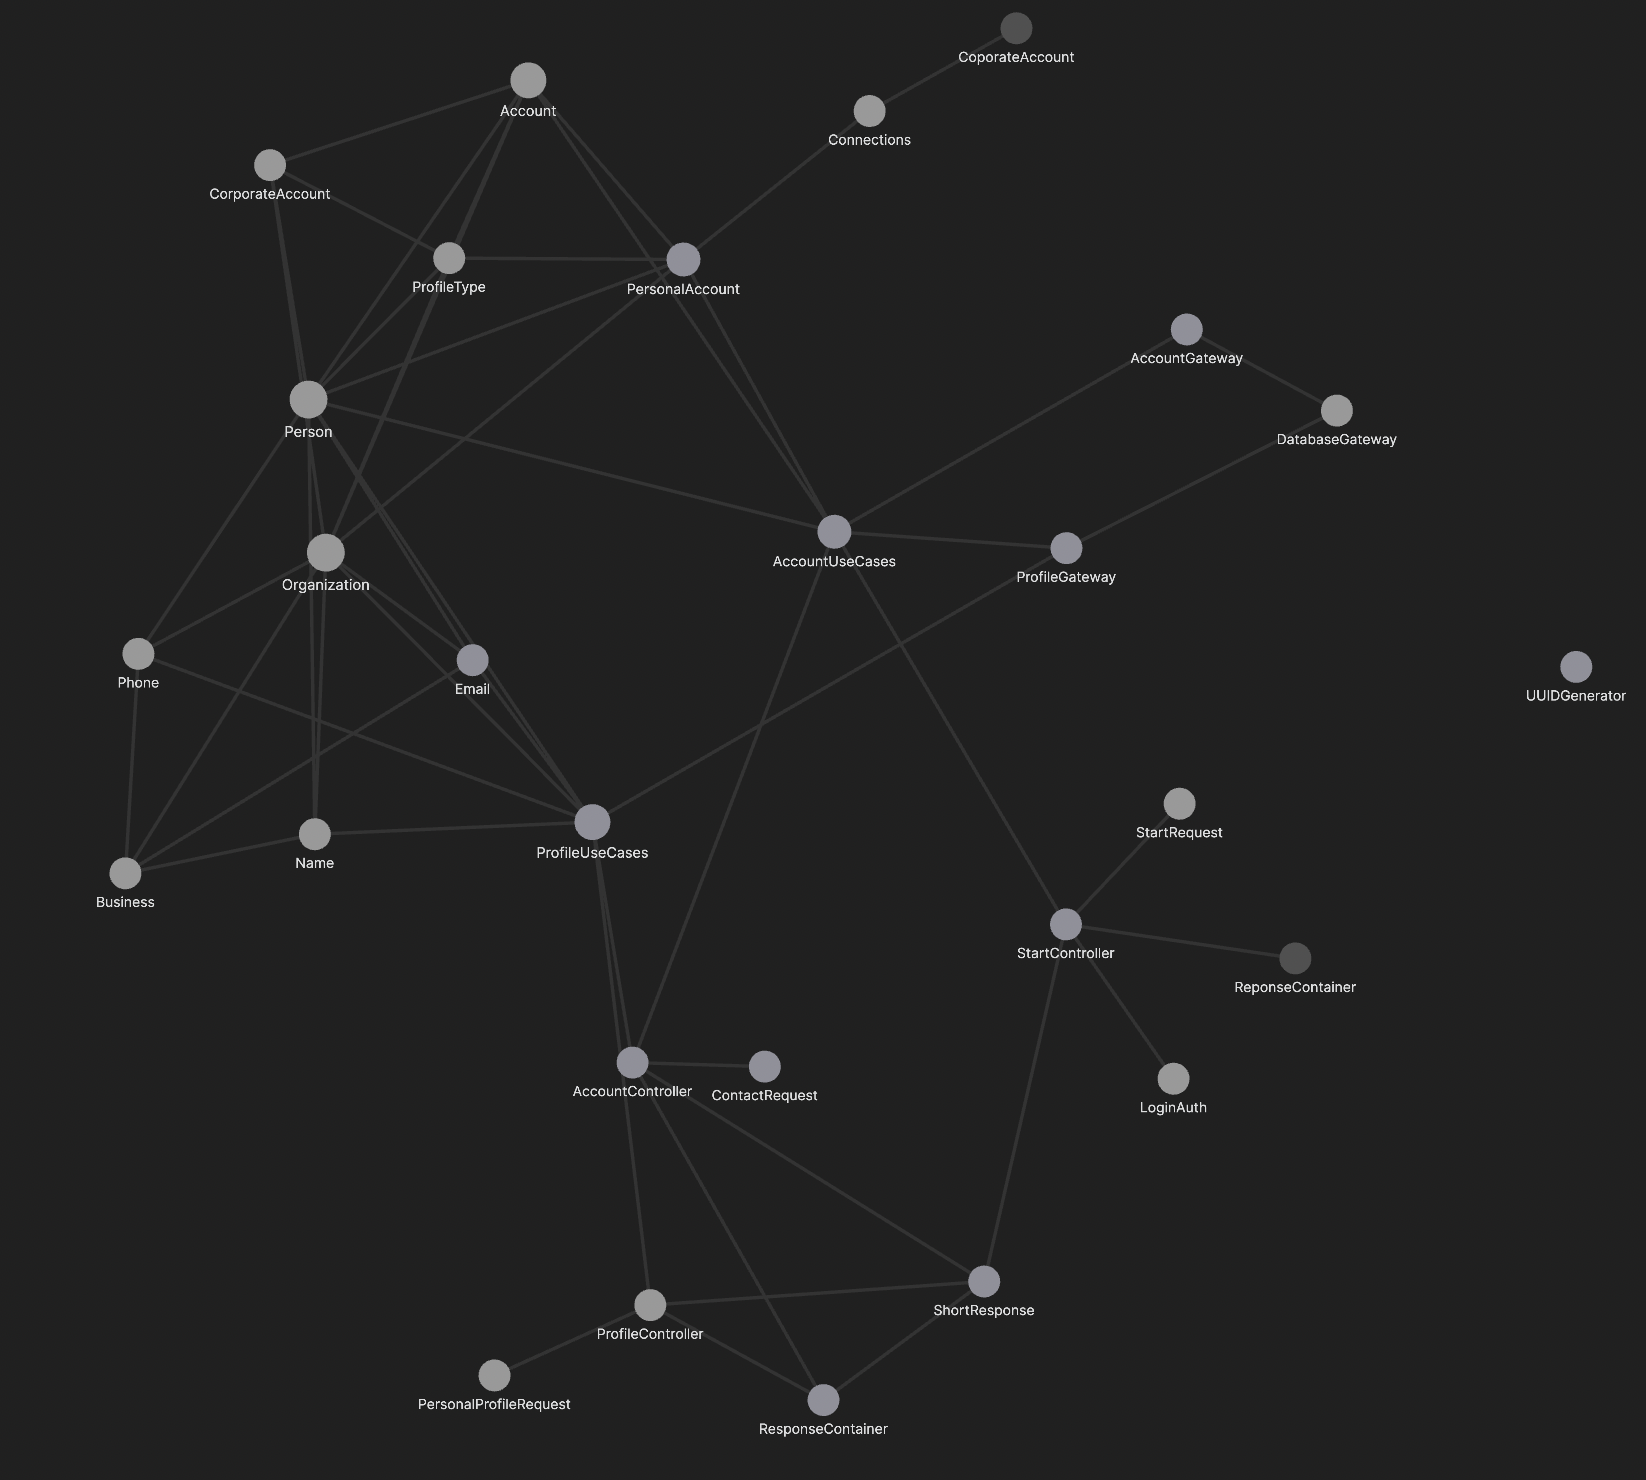 CoporateAccount
Account
Connections
CorporateAccount
ProfileType
PersonalAccount
AccountGateway
Person
DatabaseGateway
AccountUseCases
ProfileGateway
Organization
Phone
Email
UUIDGenerator
StartRequest
ProfileUseCases
Name
Business
StartController
ReponseContainer
AccountController
ContactRequest
LoginAuth
ShortResponse
ProfileController
PersonalProfileRequest
ResponseContainer